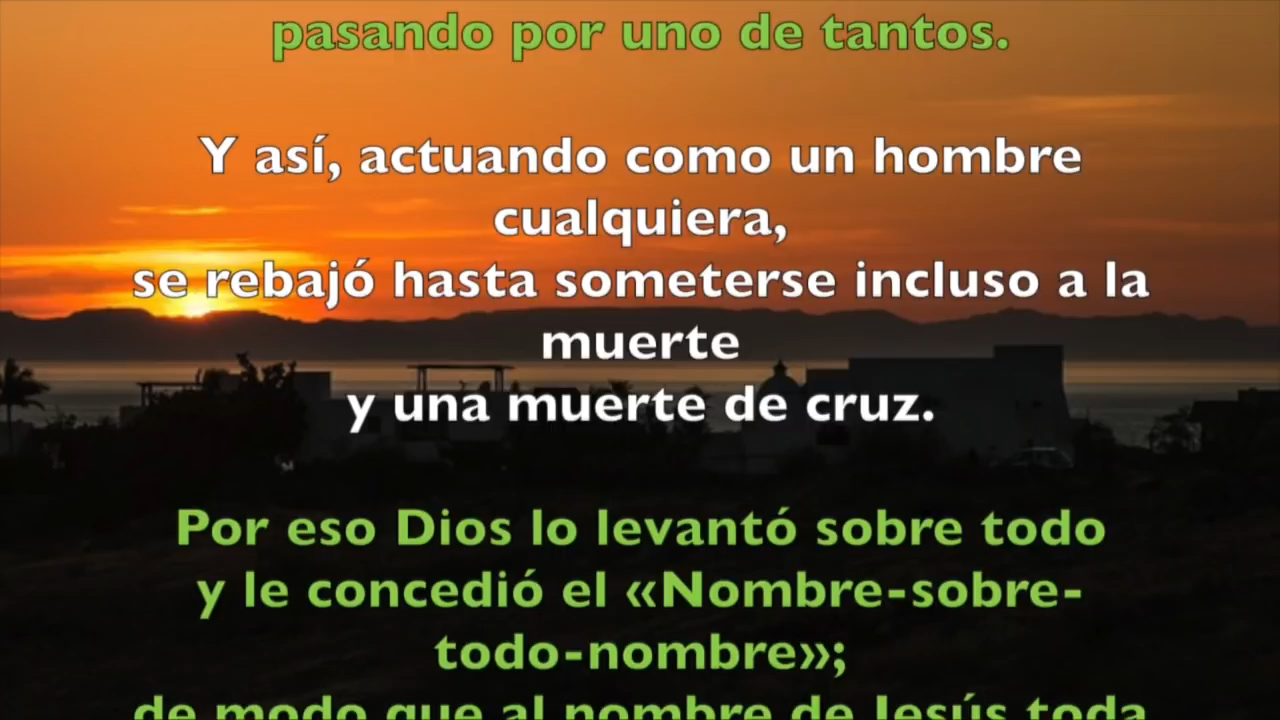 pasando por uno de tantos.
Y así, actuando como un hombre
cualquiera,
se rebajó hasta someterse incluso a la
muerte
y una muerte de cruz.
Por eso Dios lo levantó sobre todo
y le concedió el «Nombre-sobre-
todo-nombre»;
de modo que al nombre de Jesús toda